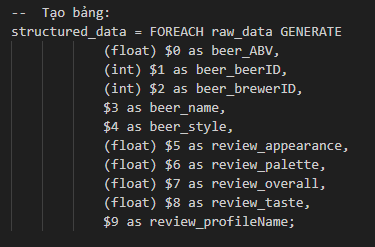 --  Tạo bảng:
structured_data = FOREACH raw_data GENERATE
(float) $0 as beer_ABV,
(int) $1 as beer_beerID,
(int) $2 as beer_brewerID,
$3 as beer_name,
$4 as beer_style,
(float) $5 as review_appearance,
(float) $6 as review_palette,
(float) $7 as review_overall,
(float) $8 as review_taste,
$9 as review_profileName;